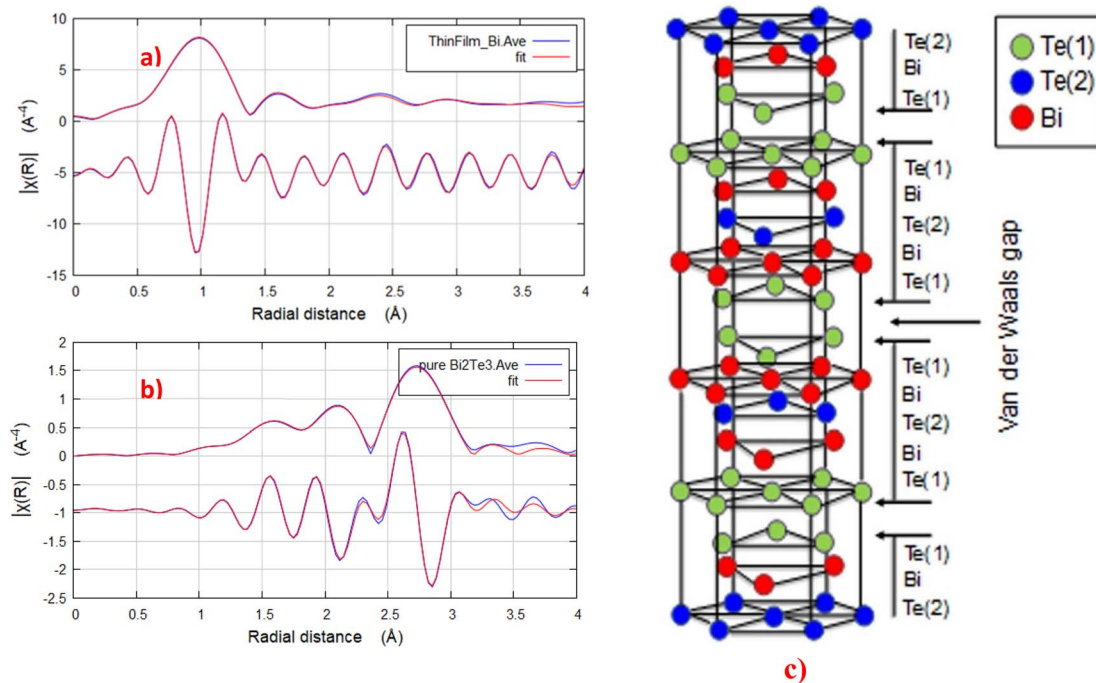 a)
ThinFilm_Bi.Ave
fit
10
5
0
-5
-10
-15
|χ(R)| (A⁻⁴)
0 0.5 1 1.5 2 2.5 3 3.5 4
Radial distance (Å)
b)
pure Bi2Te3.Ave
fit
2
1.5
1
0.5
0
-0.5
-1
-1.5
-2
-2.5
|χ(R)| (A⁻⁴)
0 0.5 1 1.5 2 2.5 3 3.5 4
Radial distance (Å)
Te(2)
Bi
Te(1)
Te(1)
Bi
Te(2)
Bi
Te(1)
Te(1)
Bi
Te(2)
Bi
Te(1)
Te(1)
Bi
Te(2)
Van der Waals gap
Te(1)
Te(2)
Bi
c)